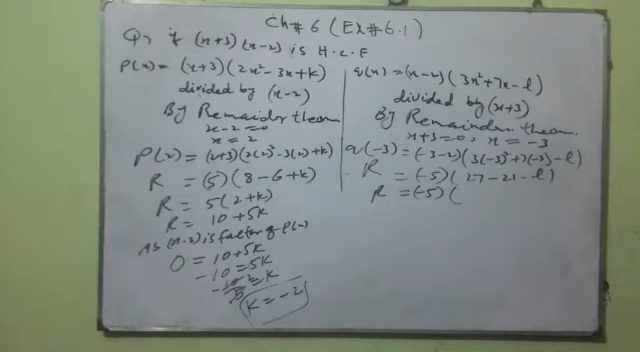 Ch# 6 (Ex# 6.1)
Q, if (x+3)(x-2) is H.C.F
P(x) = (x+3)(2x²-3x+k)
divided by (x-2)
By Remainder theorem
x-2=0
x = 2
P(2) = (2+3)(2(2)²-3(2)+k)
R = (5)(8-6+k)
R = 5(2+k)
R = 10+5k
As (x-2) is factor of P(x)
0 = 10+5k
-10 = 5k
k = -2
q(x) = (x-2)(3x²+7x-l)
divided by (x+3)
By Remainder theorem.
x+3=0, x = -3
q(-3) = (-3-2)(3(-3)²+7(-3)-l)
R = (-5)(27-21-l)
R = (-5)(